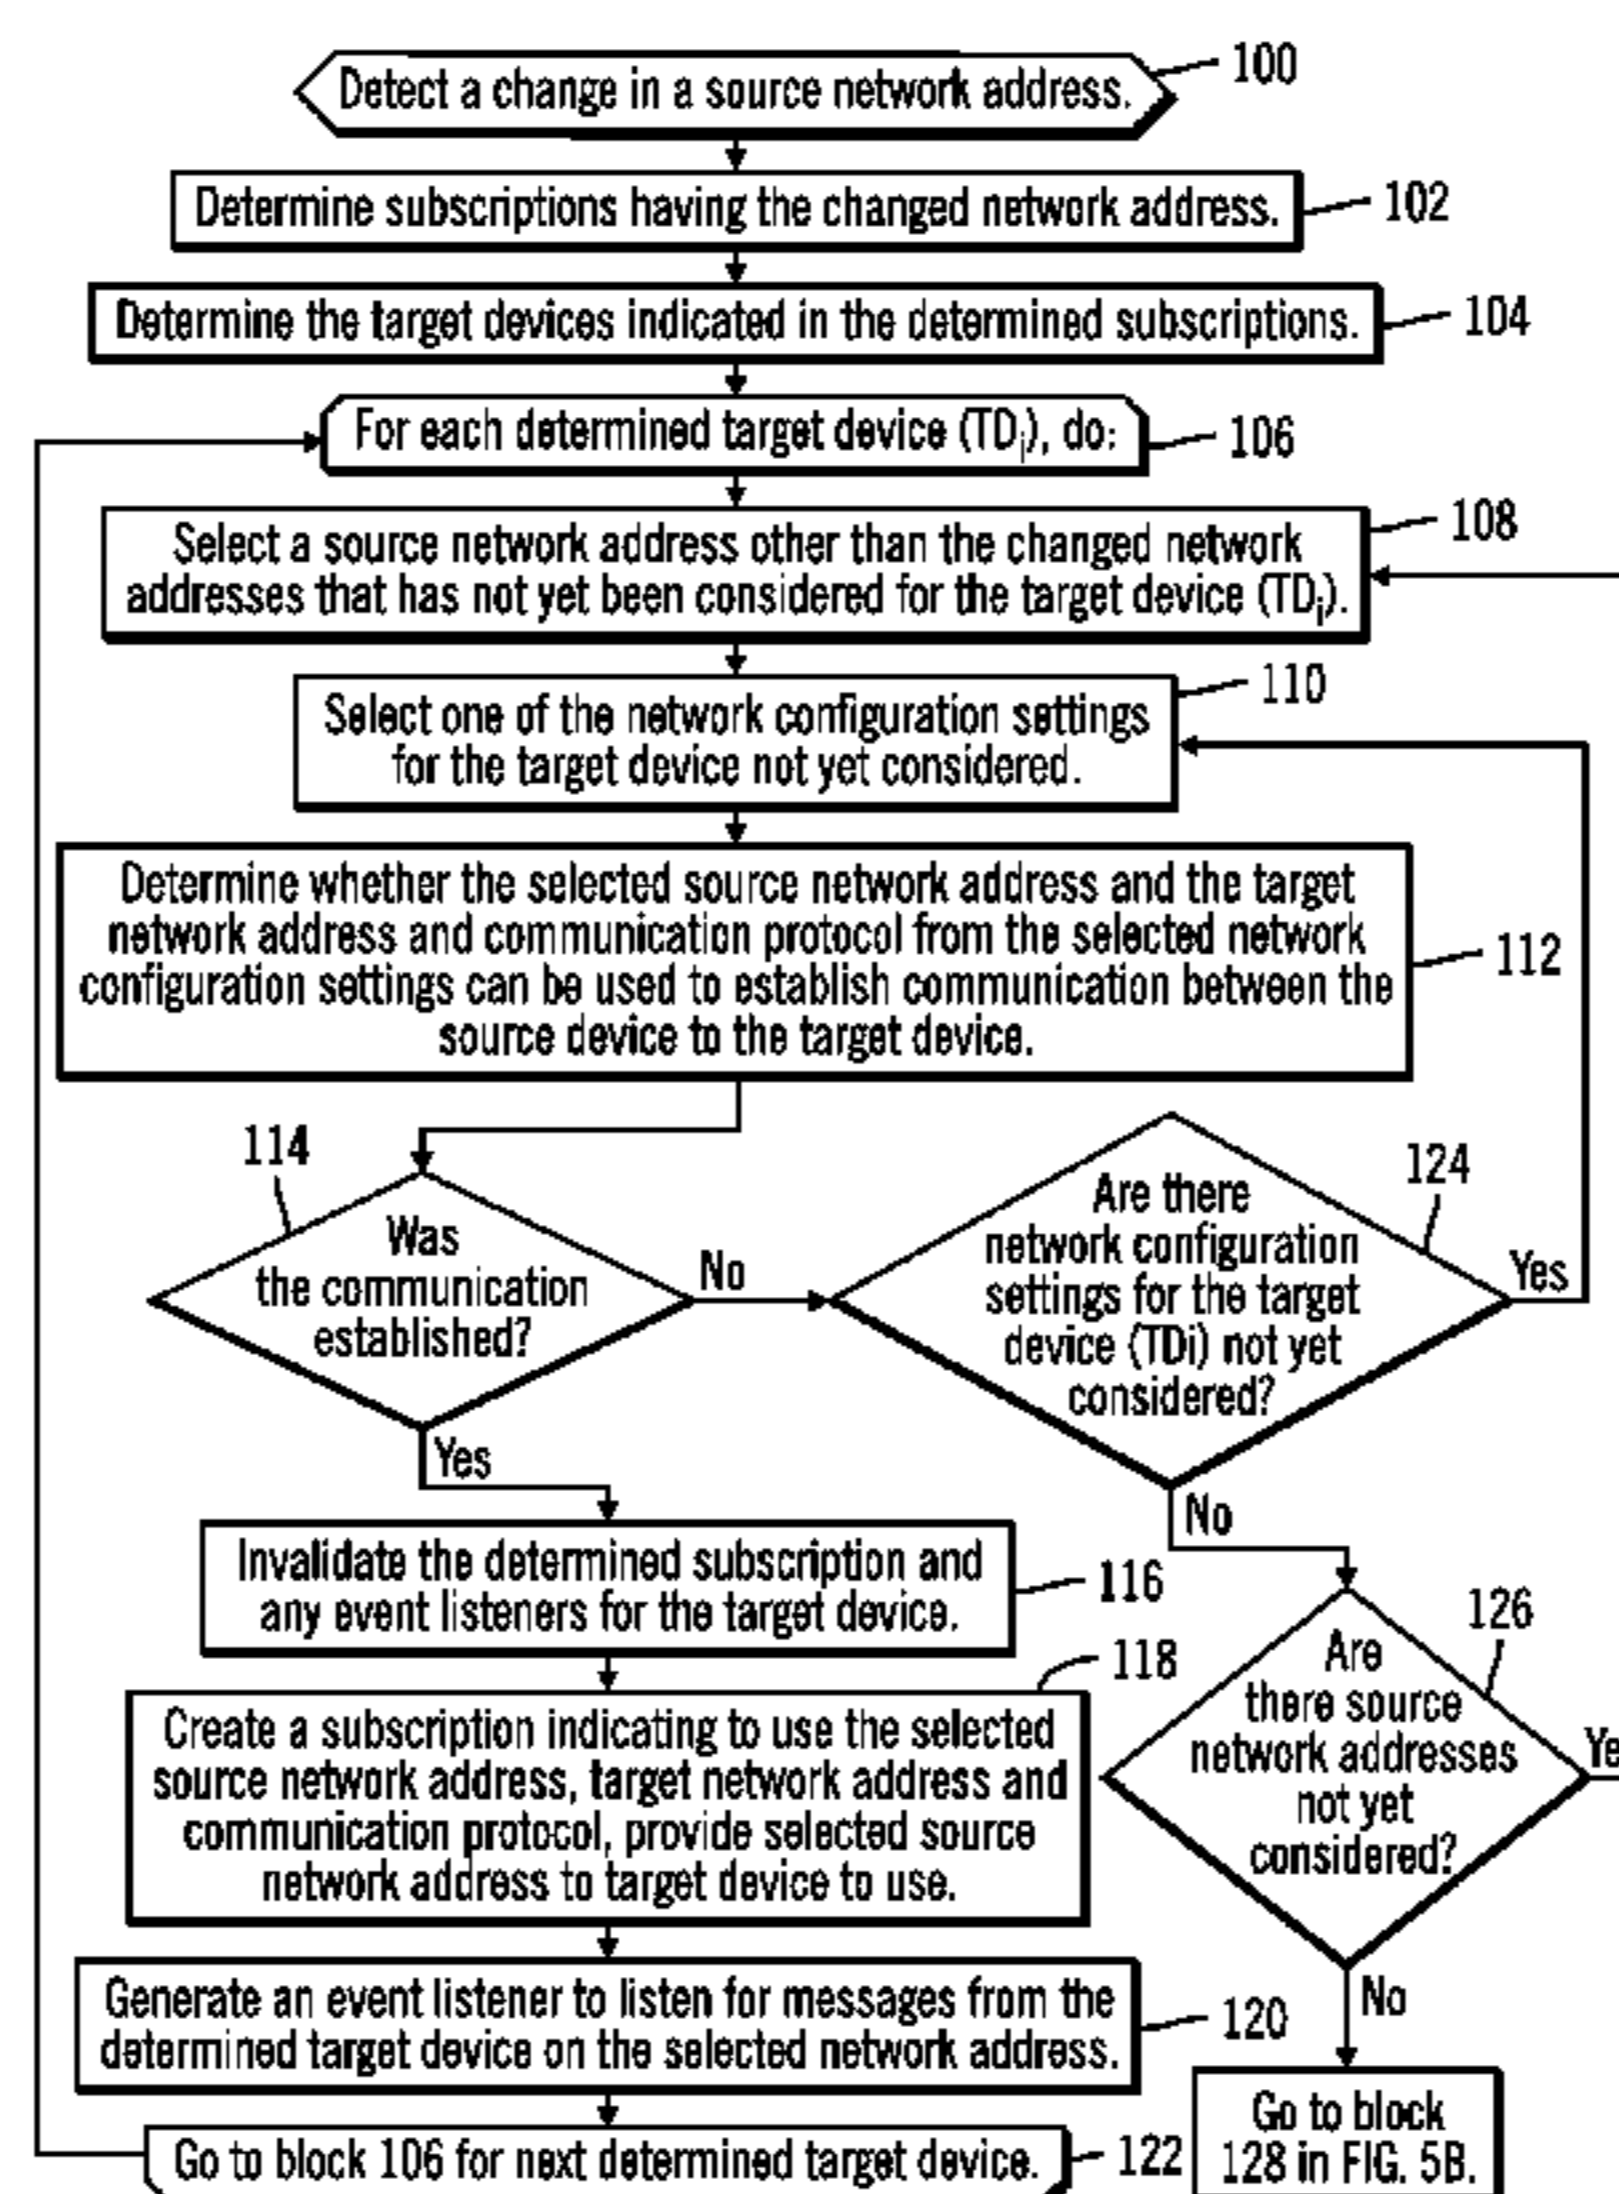 Detect a change in a source network address.
100
Determine subscriptions having the changed network address.
102
Determine the target devices indicated in the determined subscriptions.
104
For each determined target device (TDi), do:
106
Select a source network address other than the changed network
addresses that has not yet been considered for the target device (TDi).
108
Select one of the network configuration settings
for the target device not yet considered.
110
Determine whether the selected source network address and the target
network address and communication protocol from the selected network
configuration settings can be used to establish communication between the
source device to the target device.
112
114
Was
the communication
established?
No
Yes
124
Are there
network configuration
settings for the target
device (TDi) not yet
considered?
Yes
No
Invalidate the determined subscription and
any event listeners for the target device.
116
118
Create a subscription indicating to use the selected
source network address, target network address and
communication protocol, provide selected source
network address to target device to use.
126
Are
there source
network addresses
not yet
considered?
Ye
No
Generate an event listener to listen for messages from the
determined target device on the selected network address.
120
Go to block 106 for next determined target device.
122
Go to block
128 in FIG. 5B.